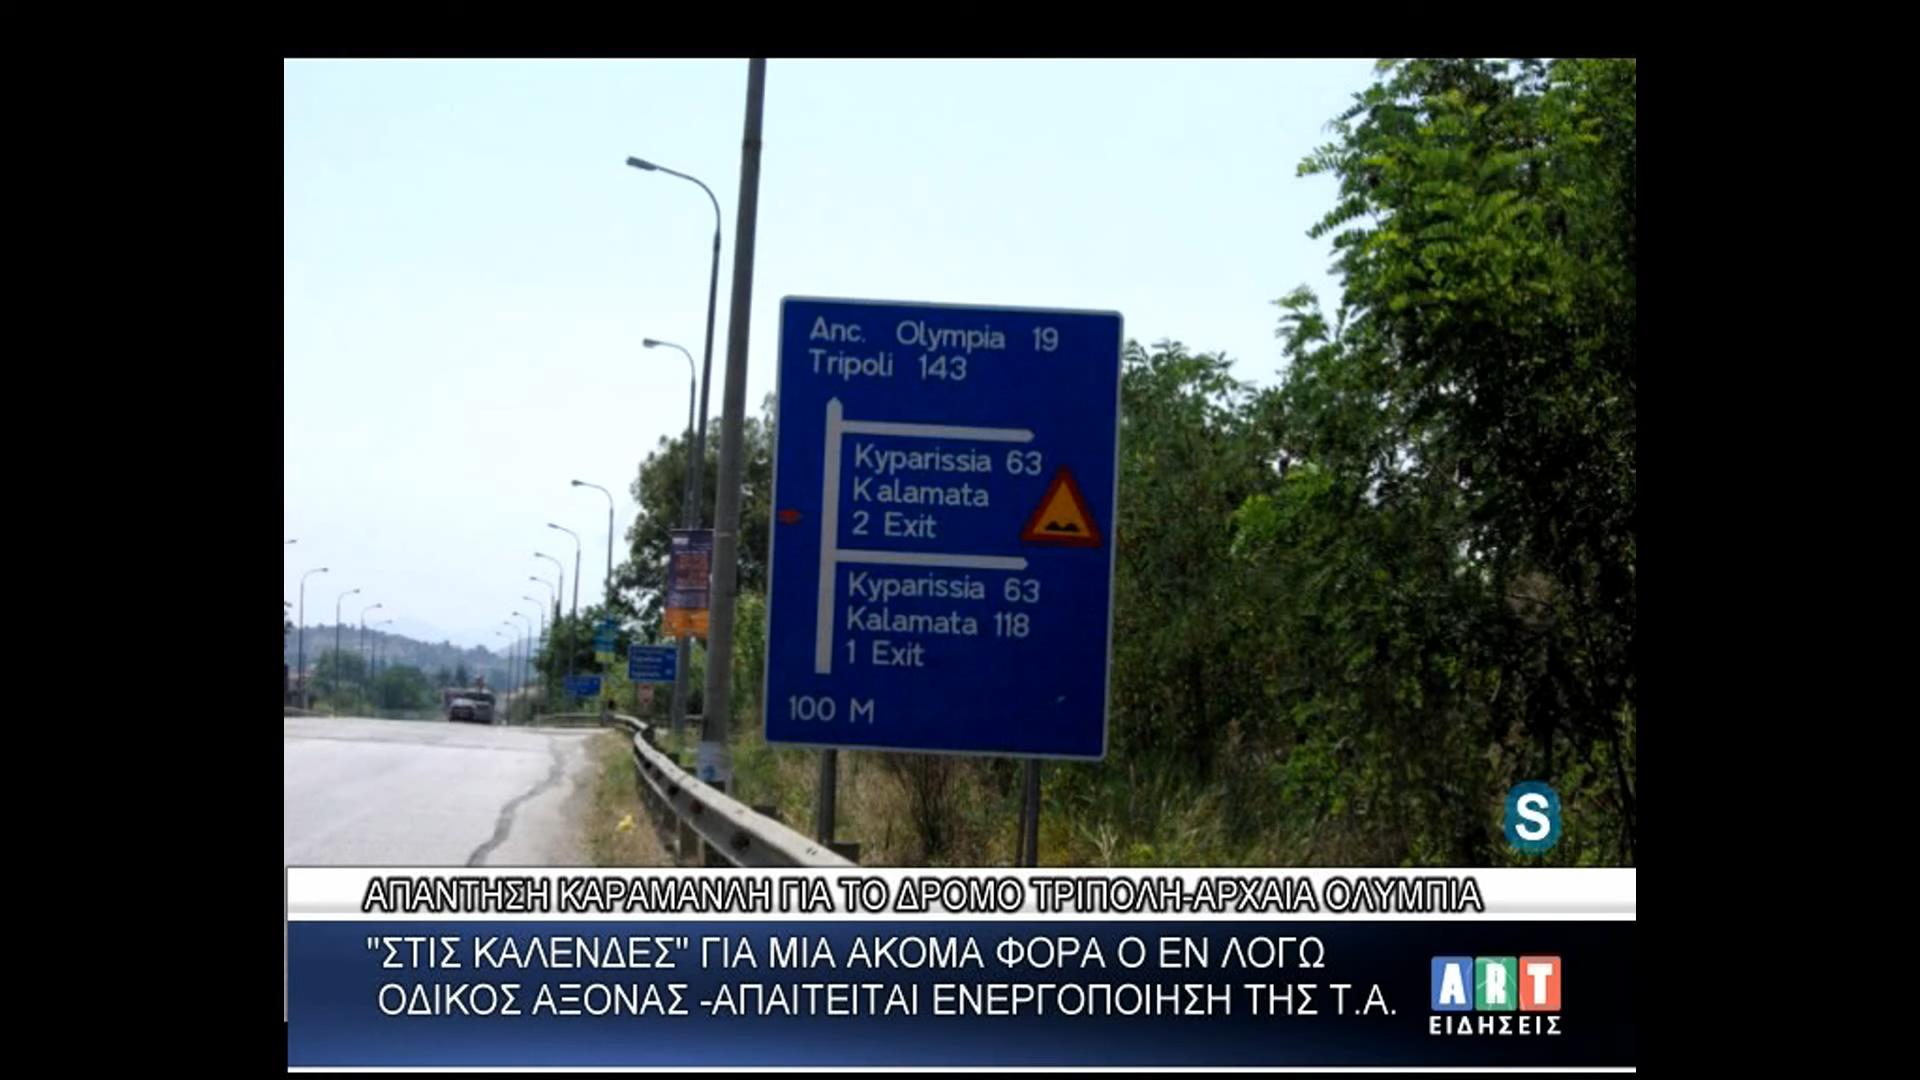 Anc. Olympia 19
Tripoli 143
Kyparissia 63
Kalamata
2 Exit
Kyparissia 63
Kalamata 118
1 Exit
100 M
S
ΑΠΑΝΤΗΣΗ ΚΑΡΑΜΑΝΛΗ ΓΙΑ ΤΟ ΔΡΟΜΟ ΤΡΙΠΟΛΗ-ΑΡΧΑΙΑ ΟΛΥΜΠΙΑ
"ΣΤΙΣ ΚΑΛΕΝΔΕΣ" ΓΙΑ ΜΙΑ ΑΚΟΜΑ ΦΟΡΑ Ο ΕΝ ΛΟΓΩ
ΟΔΙΚΟΣ ΑΞΟΝΑΣ -ΑΠΑΙΤΕΙΤΑΙ ΕΝΕΡΓΟΠΟΙΗΣΗ ΤΗΣ Τ.Α.
ART
ΕΙΔΗΣΕΙΣ